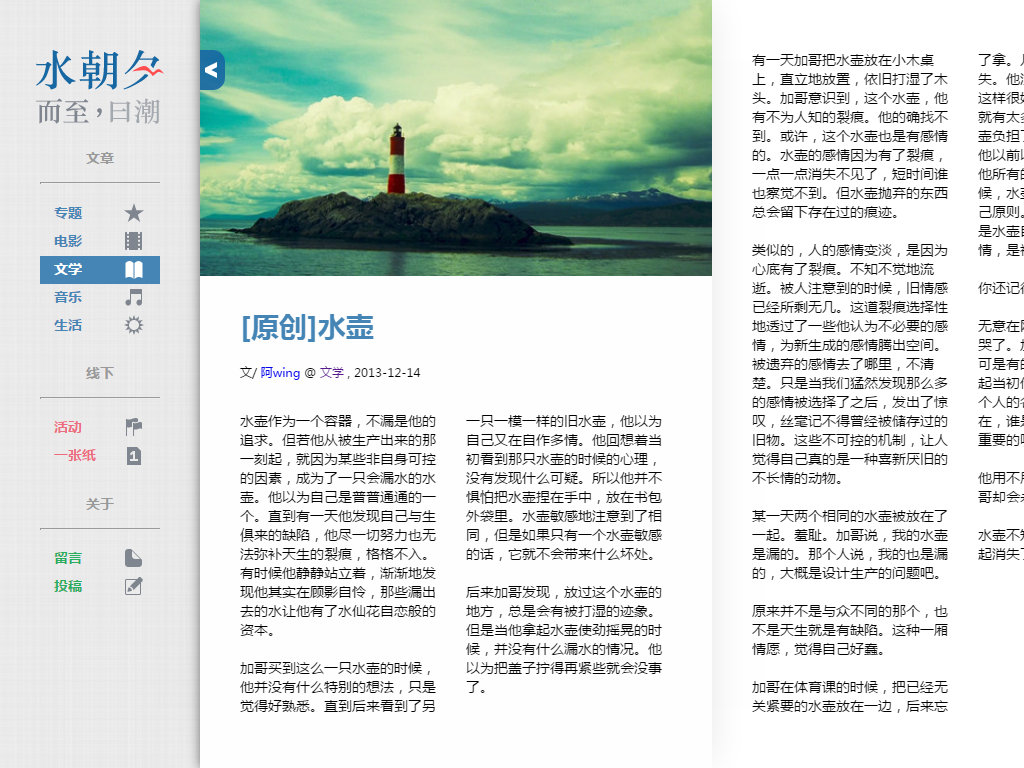 水朝夕
而至，曰潮
文章
专题
电影
文学
音乐
生活
线下
活动
一张纸
1
关于
留言
投稿
[原创]水壶
文/ 阿wing @ 文学 , 2013-12-14
水壶作为一个容器，不漏是他的
追求。但若他从被生产出来的那
一刻起，就因为某些非自身可控
的因素，成为了一只会漏水的水
壶。他以为自己是普普通通的一
个。直到有一天他发现自己与生
俱来的缺陷，他尽一切努力也无
法弥补天生的裂痕，格格不入。
有时候他静静站立着，渐渐地发
现他其实在顾影自怜，那些漏出
去的水让他有了水仙花自恋般的
资本。
加哥买到这么一只水壶的时候，
他并没有什么特别的想法，只是
觉得好熟悉。直到后来看到了另
一只一模一样的旧水壶，他以为
自己又在自作多情。他回想着当
初看到那只水壶的时候的心理，
没有发现什么可疑。所以他并不
惧怕把水壶捏在手中，放在书包
外袋里。水壶敏感地注意到了相
同，但是如果只有一个水壶敏感
的话，它就不会带来什么坏处。
后来加哥发现，放过这个水壶的
地方，总是会有被打湿的迹象。
但是当他拿起水壶使劲摇晃的时
候，并没有什么漏水的情况。他
以为把盖子拧得再紧些就会没事
了。
有一天加哥把水壶放在小木桌
上，直立地放置，依旧打湿了木
头。加哥意识到，这个水壶，他
有不为人知的裂痕。他的确找不
到。或许，这个水壶也是有感情
的。水壶的感情因为有了裂痕，
一点一点消失不见了，短时间谁
也察觉不到。但水壶抛弃的东西
总会留下存在过的痕迹。
类似的，人的感情变淡，是因为
心底有了裂痕。不知不觉地流
逝。被人注意到的时候，旧情感
已经所剩无几。这道裂痕选择性
地透过了一些他认为不必要的感
情，为新生成的感情腾出空间。
被遗弃的感情去了哪里，不清
楚。只是当我们猛然发现那么多
的感情被选择了之后，发出了惊
叹，丝毫记不得曾经被储存过的
旧物。这些不可控的机制，让人
觉得自己真的是一种喜新厌旧的
不长情的动物。
某一天两个相同的水壶被放在了
一起。羞耻。加哥说，我的水壶
是漏的。那个人说，我的也是漏
的，大概是设计生产的问题吧。
原来并不是与众不同的那个，也
不是天生就是有缺陷。这种一厢
情愿，觉得自己好蠢。
加哥在体育课的时候，把已经无
关紧要的水壶放在一边，后来忘
了拿。
失。他
这样很
就有太
壶负担
他以前
他所有的
候，水
己原则。
是水壶
情，是
你还记
无意在
哭了。
可是有的
起当初
个人的
在，谁是
重要的
他用不
哥却会
水壶不
起消失